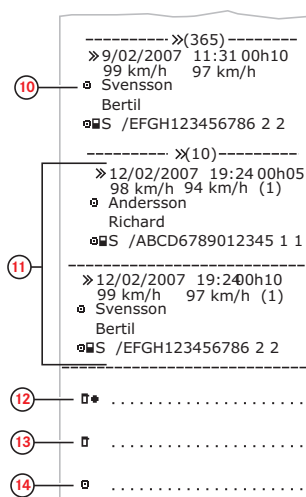 ---------- »(365)----------
» 9/02/2007 11:31 00h10
99 km/h 97 km/h
10 Svensson
Bertil
S /EFGH123456786 2 2
---------- »(10)----------
» 12/02/2007 19:24 00h05
98 km/h 94 km/h (1)
Andersson
Richard
S /ABCD6789012345 1 1
11
» 12/02/2007 19:24 00h10
99 km/h 97 km/h (1)
Svensson
Bertil
S /EFGH123456786 2 2
12 ....................
13 ....................
14 ....................